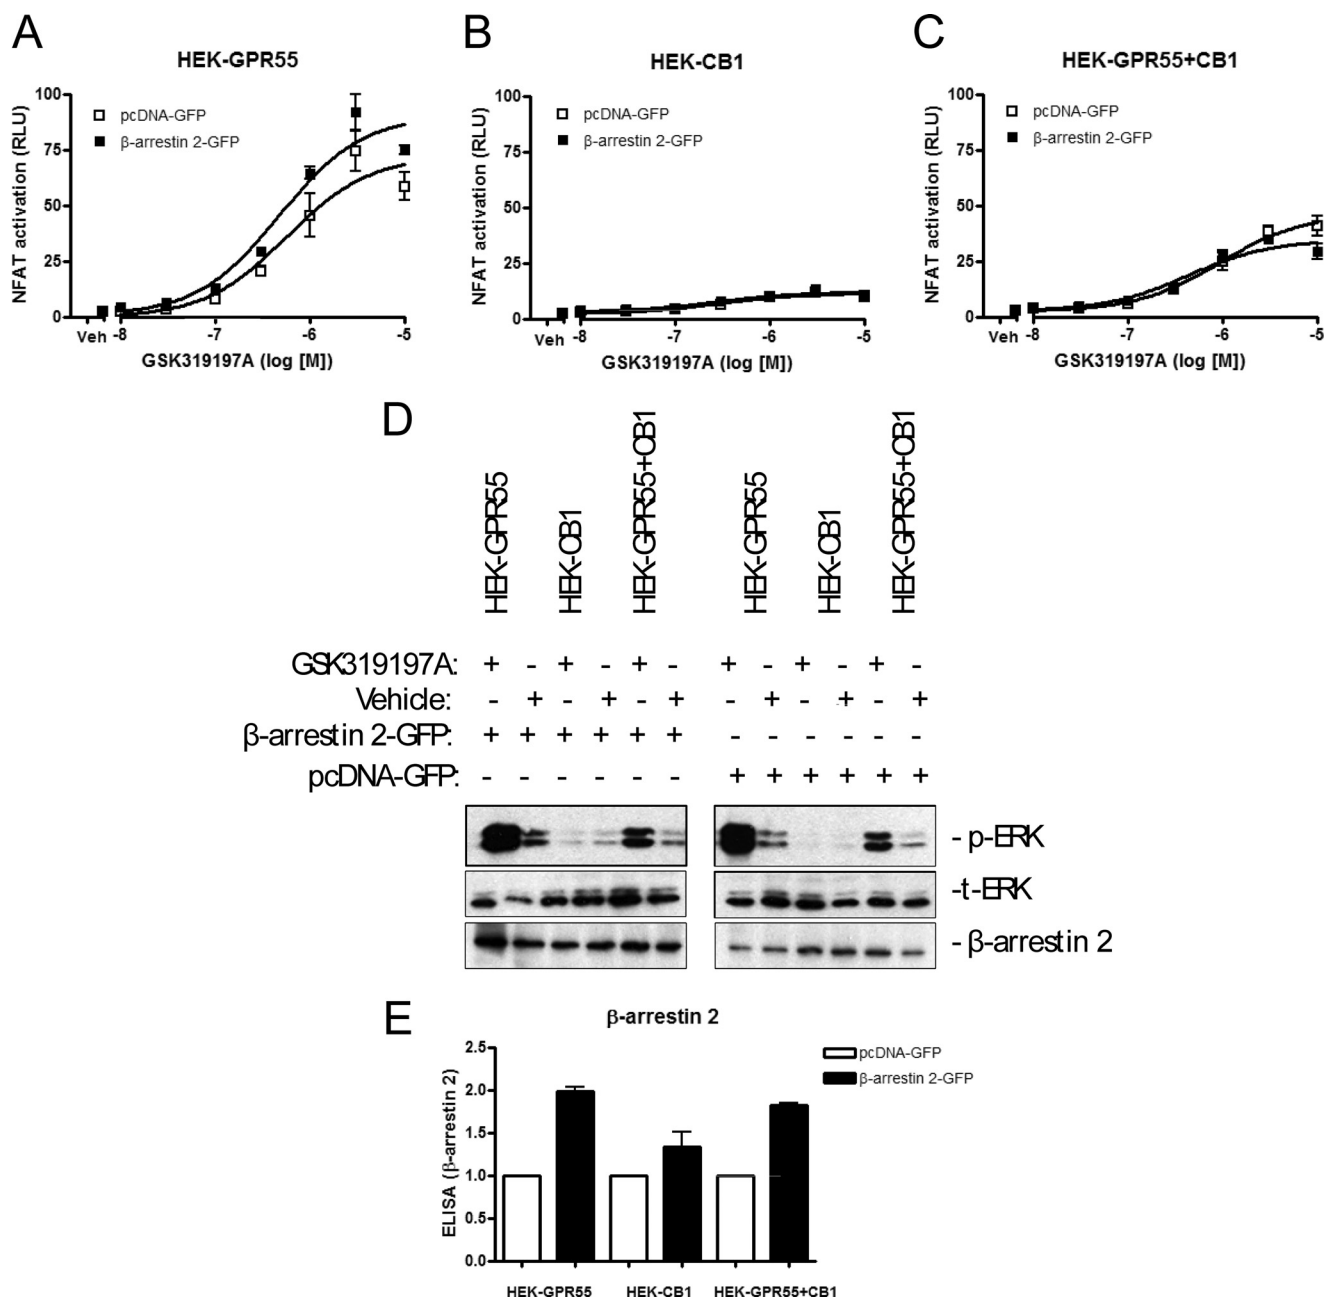 A
HEK-GPR55
100
75
50
25
0
NFAT activation (RLU)
pcDNA-GFP
β-arrestin 2-GFP
Veh -8 -7 -6 -5
GSK319197A (log [M])
B
HEK-CB1
100
75
50
25
0
NFAT activation (RLU)
pcDNA-GFP
β-arrestin 2-GFP
Veh -8 -7 -6 -5
GSK319197A (log [M])
C
HEK-GPR55+CB1
100
75
50
25
0
NFAT activation (RLU)
pcDNA-GFP
β-arrestin 2-GFP
Veh -8 -7 -6 -5
GSK319197A (log [M])
D
HEK-GPR55
HEK-CB1
HEK-GPR55+CB1
HEK-GPR55
HEK-CB1
HEK-GPR55+CB1
GSK319197A: + - + - + - + - + - + -
Vehicle: - + - + - + - + - + - +
β-arrestin 2-GFP: + + + + + + - - - - - -
pcDNA-GFP: - - - - - - + + + + + +
- p-ERK
-t-ERK
- β-arrestin 2
E
β-arrestin 2
2.5
2.0
1.5
1.0
0.5
0.0
ELISA (β-arrestin 2)
pcDNA-GFP
β-arrestin 2-GFP
HEK-GPR55 HEK-CB1 HEK-GPR55+CB1